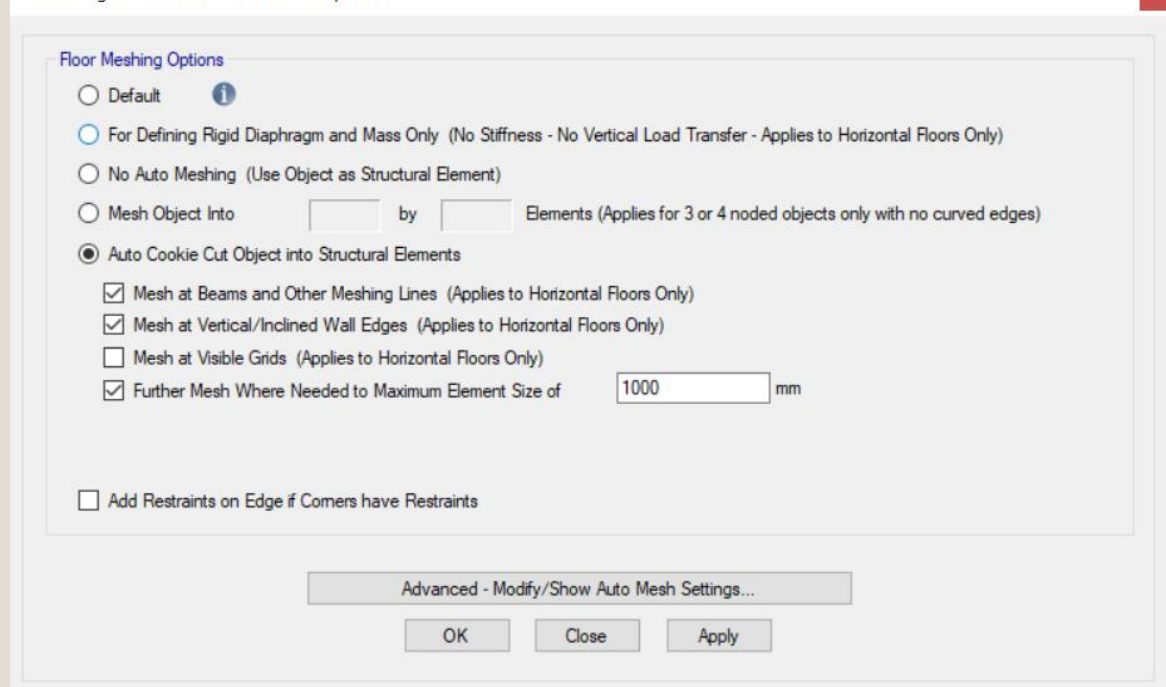 Floor Meshing Options
Default
For Defining Rigid Diaphragm and Mass Only (No Stiffness - No Vertical Load Transfer - Applies to Horizontal Floors Only)
No Auto Meshing (Use Object as Structural Element)
Mesh Object Into by Elements (Applies for 3 or 4 noded objects only with no curved edges)
Auto Cookie Cut Object into Structural Elements
Mesh at Beams and Other Meshing Lines (Applies to Horizontal Floors Only)
Mesh at Vertical/Inclined Wall Edges (Applies to Horizontal Floors Only)
Mesh at Visible Grids (Applies to Horizontal Floors Only)
Further Mesh Where Needed to Maximum Element Size of 1000 mm
Add Restraints on Edge if Corners have Restraints
Advanced - Modify/Show Auto Mesh Settings...
OK Close Apply